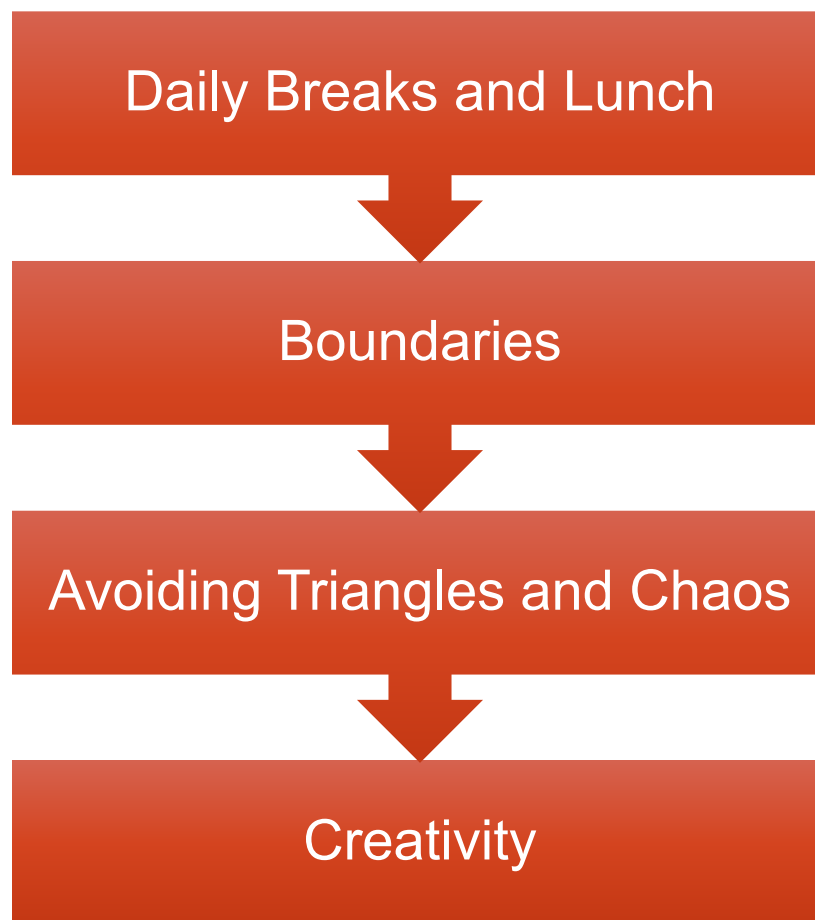 Daily Breaks and Lunch
Boundaries
Avoiding Triangles and Chaos
Creativity